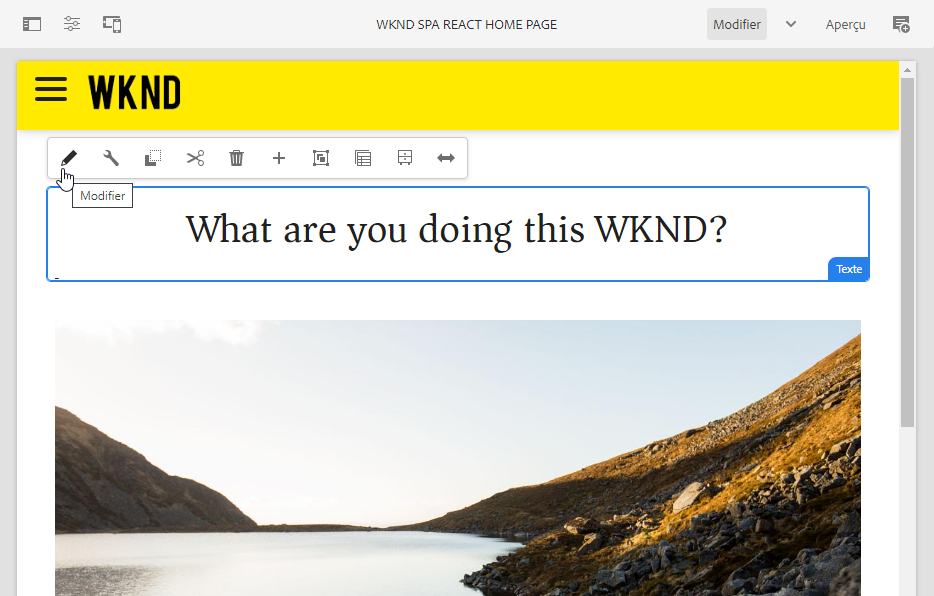 WKND SPA REACT HOME PAGE
Modifier
Aperçu
WKND
Modifier
What are you doing this WKND?
Texte